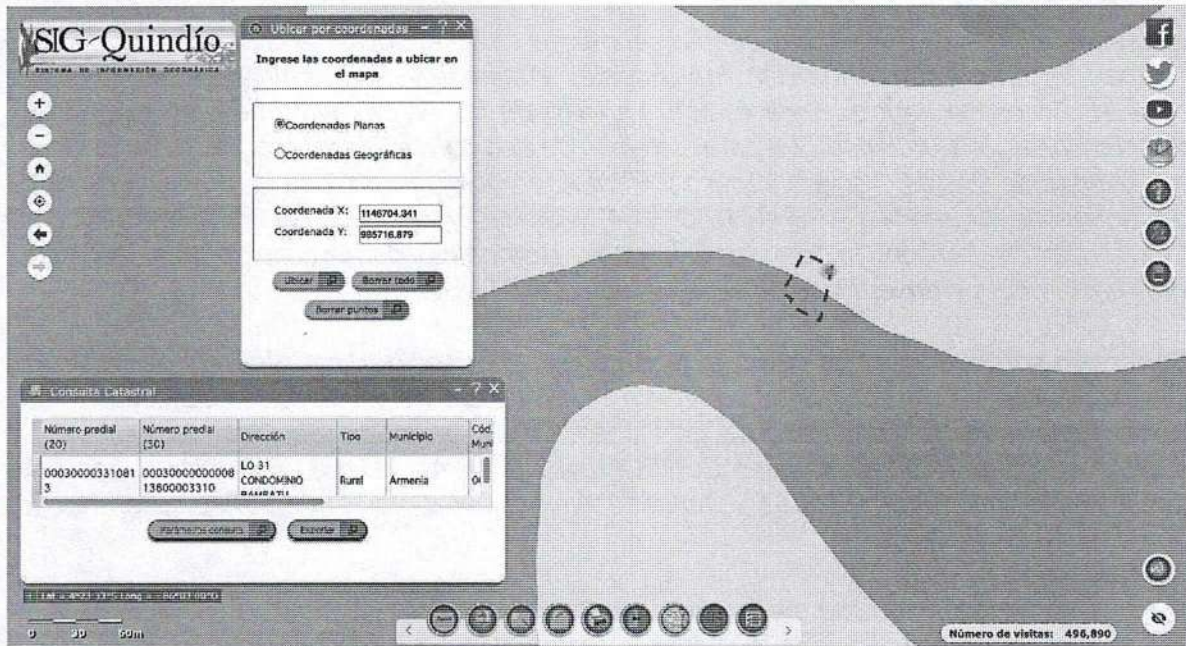 SIG-Quindío
SISTEMA DE INFORMACIÓN GEOGRÁFICA
Ubicar por coordenadas - ? ×
Ingrese las coordenadas a ubicar en
el mapa
Coordenadas Planas
Coordenadas Geográficas
Coordenada X: 1146704.341
Coordenada Y: 985716.879
Ubicar
Borrar todo
Borrar puntos
Consulta Catastral - ? ×
Número predial
(20)
Número predial
(30)
Dirección
Tipo
Municipio
Cód.
Muni
00030000331081
3
00030000000008
13800003310
LO 31
CONDOMINIO
Rural
Armenia
Parámetros consulta
Exportar
0 30 60m
Número de visitas: 496,890